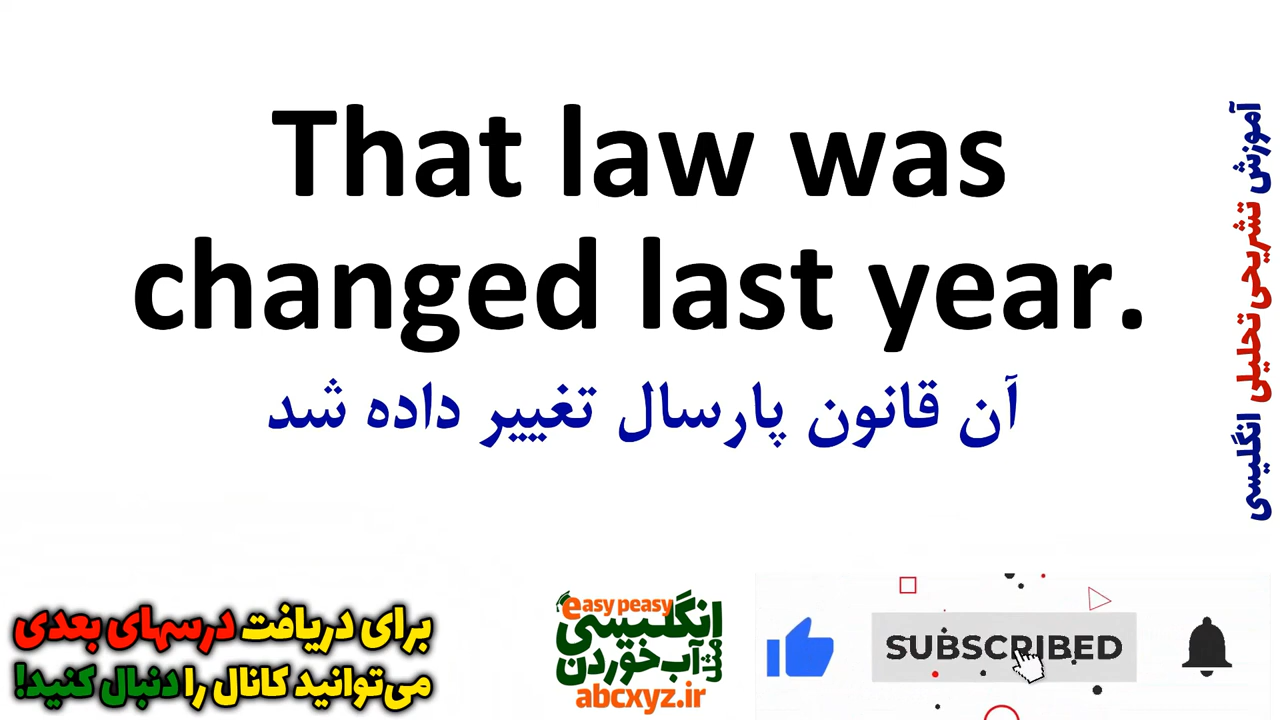 That law was
changed last year.
آن قانون پارسال تغییر داده شد
آموزش تشریحی تحلیلی انگلیسی
برای دریافت درسهای بعدی
می‌توانید کانال را دنبال کنید!
easy peasy
انگلیسی
مثل
آب خوردن
abcxyz.ir
SUBSCRIBED